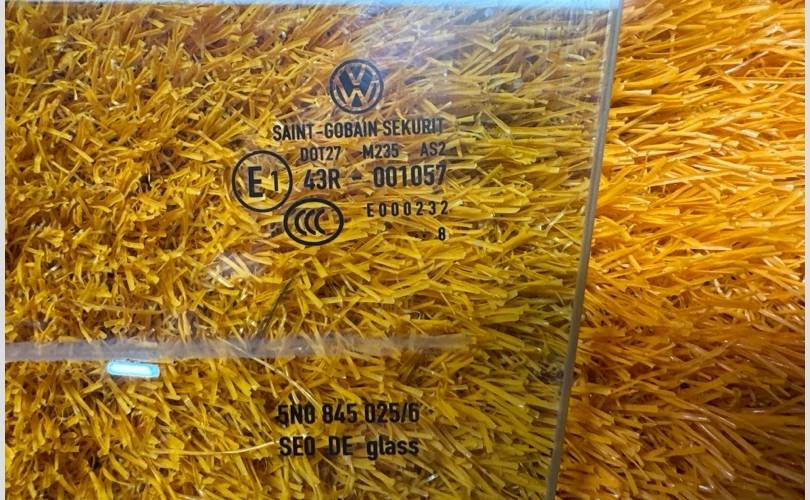 VW
SAINT-GOBAIN SEKURIT
DOT27 M235 AS2
E1 43R - 001057
CCC E000232
8
5N0 845 025/6
SEO DE glass